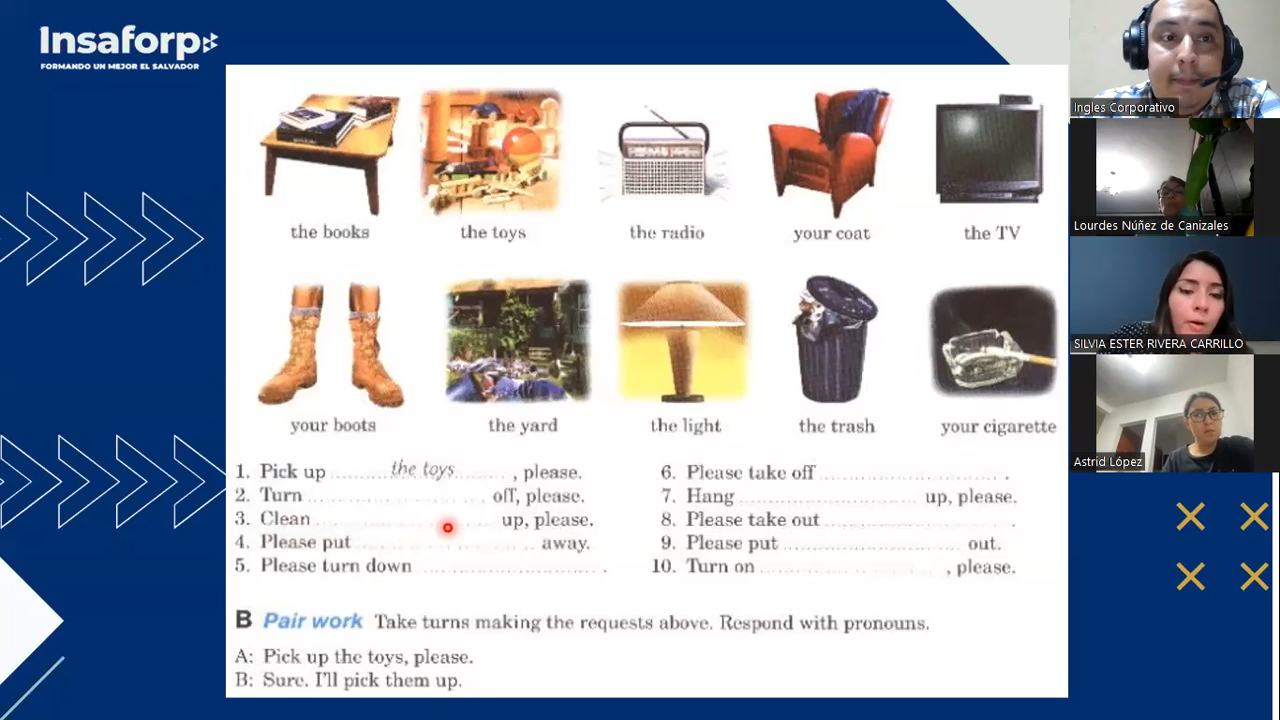 Insaforp
FORMANDO UN MEJOR EL SALVADOR
the books the toys the radio your coat the TV
your boots the yard the light the trash your cigarette
1. Pick up the toys, please.
2. Turn off, please.
3. Clean up, please.
4. Please put away.
5. Please turn down .
6. Please take off .
7. Hang up, please.
8. Please take out .
9. Please put out.
10. Turn on , please.
B Pair work Take turns making the requests above. Respond with pronouns.
A: Pick up the toys, please.
B: Sure. I'll pick them up.
Ingles Corporativo
Lourdes Núñez de Canizales
SILVIA ESTER RIVERA CARRILLO
Astrid López